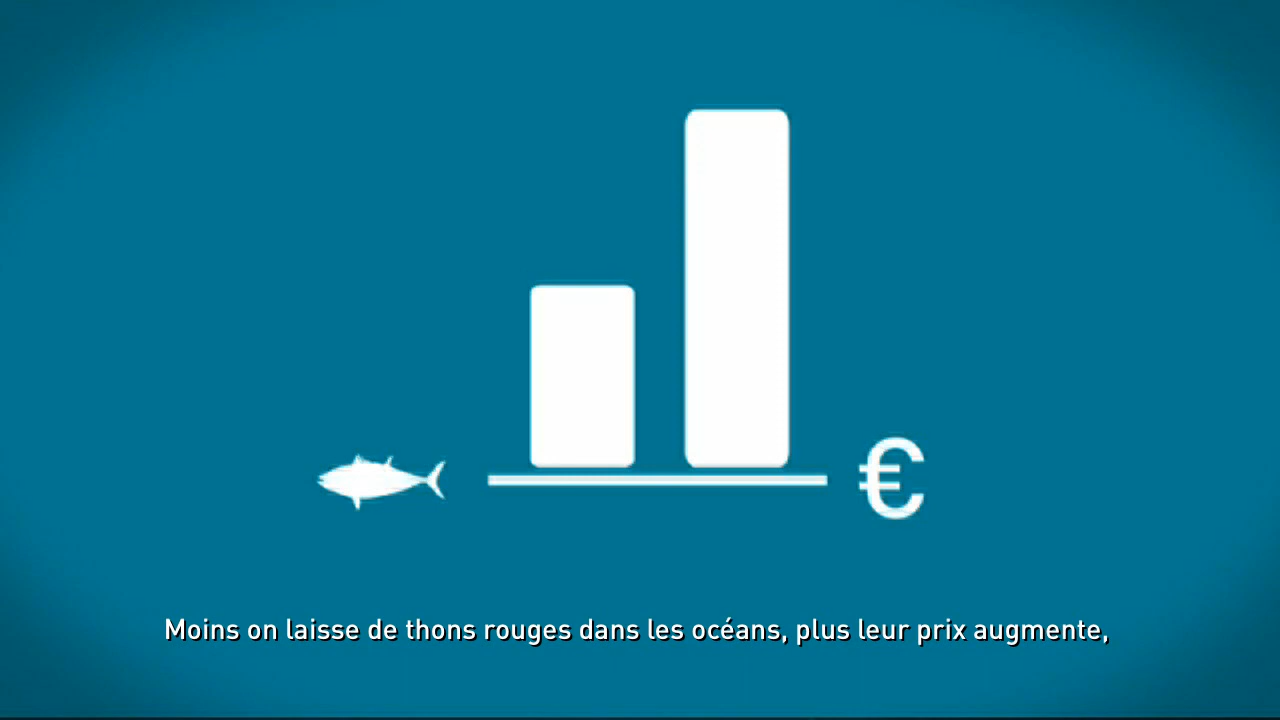 €
Moins on laisse de thons rouges dans les océans, plus leur prix augmente,